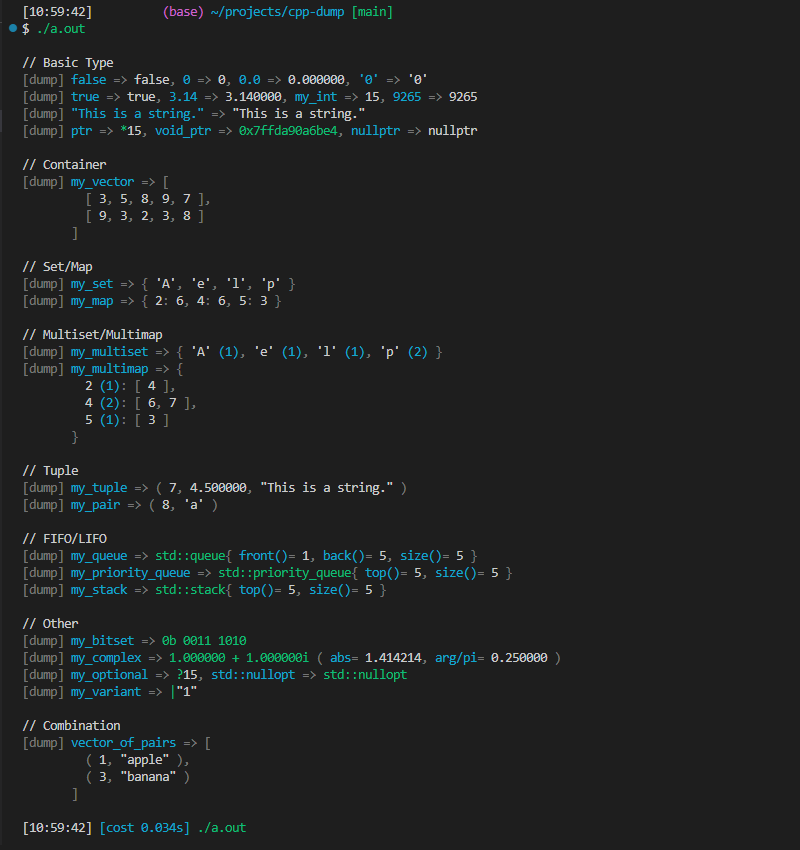 [10:59:42] (base) ~/projects/cpp-dump [main]
$ ./a.out
// Basic Type
[dump] false => false, 0 => 0, 0.0 => 0.000000, '0' => '0'
[dump] true => true, 3.14 => 3.140000, my_int => 15, 9265 => 9265
[dump] "This is a string." => "This is a string."
[dump] ptr => *15, void_ptr => 0x7ffda90a6be4, nullptr => nullptr
// Container
[dump] my_vector => [
[ 3, 5, 8, 9, 7 ],
[ 9, 3, 2, 3, 8 ]
]
// Set/Map
[dump] my_set => { 'A', 'e', 'l', 'p' }
[dump] my_map => { 2: 6, 4: 6, 5: 3 }
// Multiset/Multimap
[dump] my_multiset => { 'A' (1), 'e' (1), 'l' (1), 'p' (2) }
[dump] my_multimap => {
2 (1): [ 4 ],
4 (2): [ 6, 7 ],
5 (1): [ 3 ]
}
// Tuple
[dump] my_tuple => ( 7, 4.500000, "This is a string." )
[dump] my_pair => ( 8, 'a' )
// FIFO/LIFO
[dump] my_queue => std::queue{ front()= 1, back()= 5, size()= 5 }
[dump] my_priority_queue => std::priority_queue{ top()= 5, size()= 5 }
[dump] my_stack => std::stack{ top()= 5, size()= 5 }
// Other
[dump] my_bitset => 0b 0011 1010
[dump] my_complex => 1.000000 + 1.000000i ( abs= 1.414214, arg/pi= 0.250000 )
[dump] my_optional => ?15, std::nullopt => std::nullopt
[dump] my_variant => |"1"
// Combination
[dump] vector_of_pairs => [
( 1, "apple" ),
( 3, "banana" )
]
[10:59:42] [cost 0.034s] ./a.out